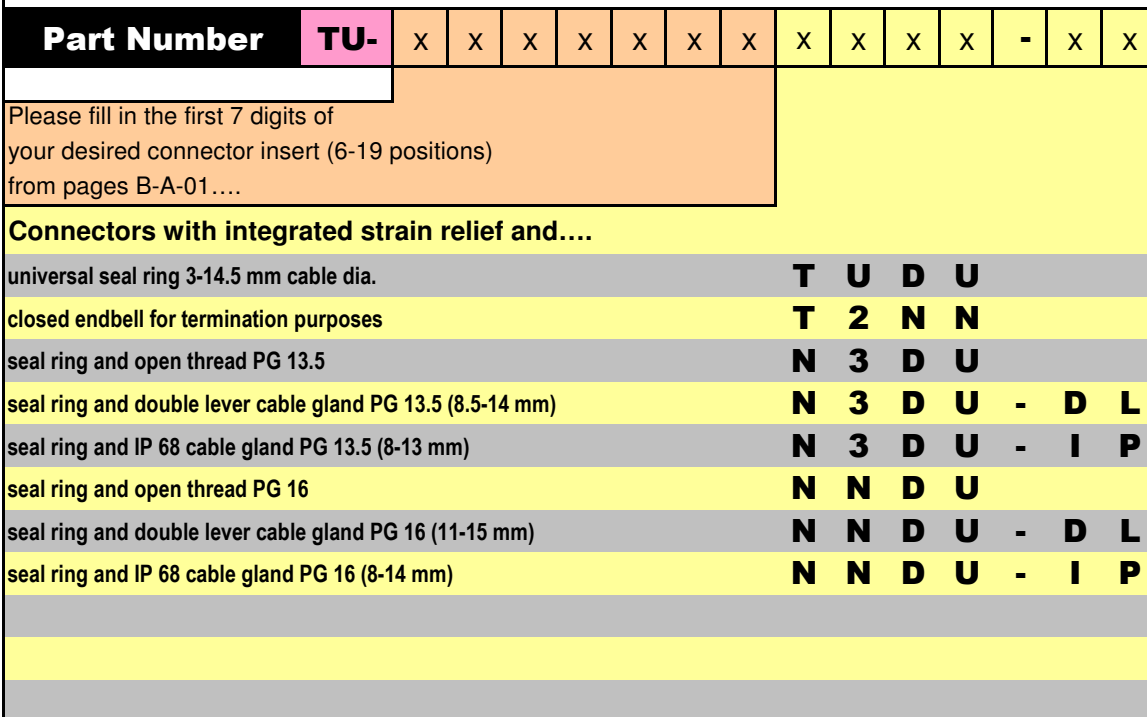 Part Number TU- x x x x x x x x x x x - x x
Please fill in the first 7 digits of
your desired connector insert (6-19 positions)
from pages B-A-01….
Connectors with integrated strain relief and….
universal seal ring 3-14.5 mm cable dia. T U D U
closed endbell for termination purposes T 2 N N
seal ring and open thread PG 13.5 N 3 D U
seal ring and double lever cable gland PG 13.5 (8.5-14 mm) N 3 D U - D L
seal ring and IP 68 cable gland PG 13.5 (8-13 mm) N 3 D U - I P
seal ring and open thread PG 16 N N D U
seal ring and double lever cable gland PG 16 (11-15 mm) N N D U - D L
seal ring and IP 68 cable gland PG 16 (8-14 mm) N N D U - I P